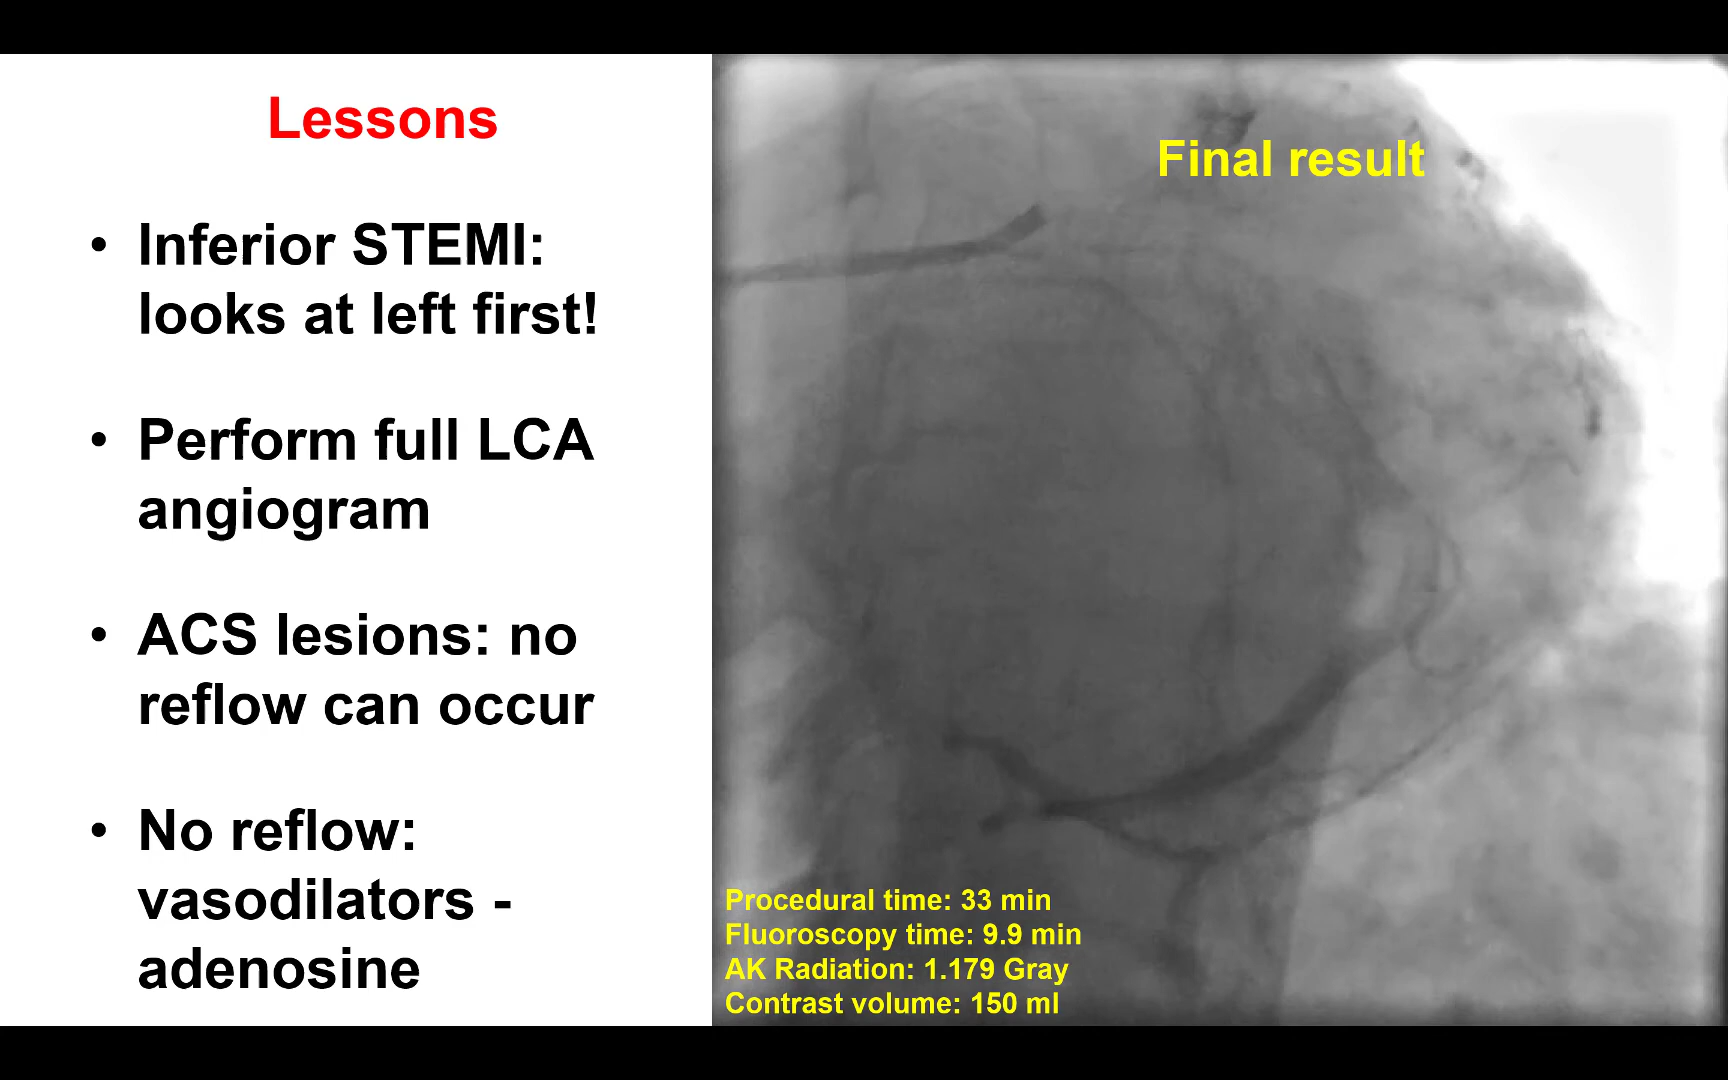 Lessons
• Inferior STEMI:
looks at left first!
• Perform full LCA
angiogram
• ACS lesions: no
reflow can occur
• No reflow:
vasodilators -
adenosine
Final result
Procedural time: 33 min
Fluoroscopy time: 9.9 min
AK Radiation: 1.179 Gray
Contrast volume: 150 ml